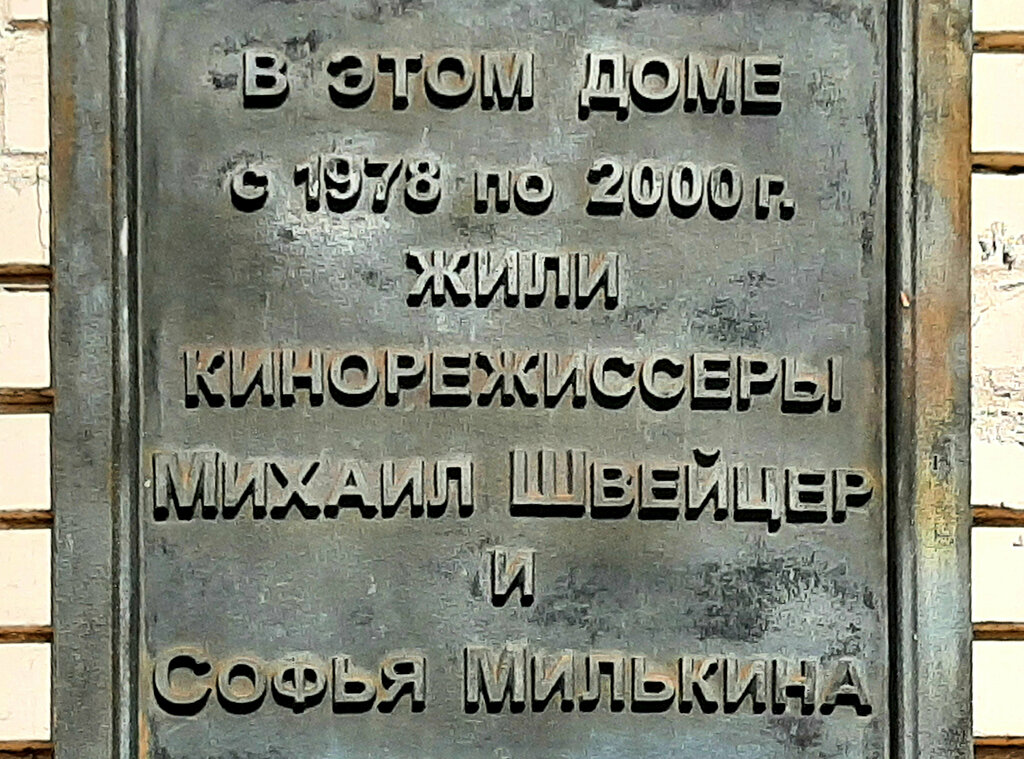 В ЭТОМ ДОМЕ
с 1978 по 2000 г.
ЖИЛИ
КИНОРЕЖИССЕРЫ
МИХАИЛ ШВЕЙЦЕР
И
СОФЬЯ МИЛЬКИНА